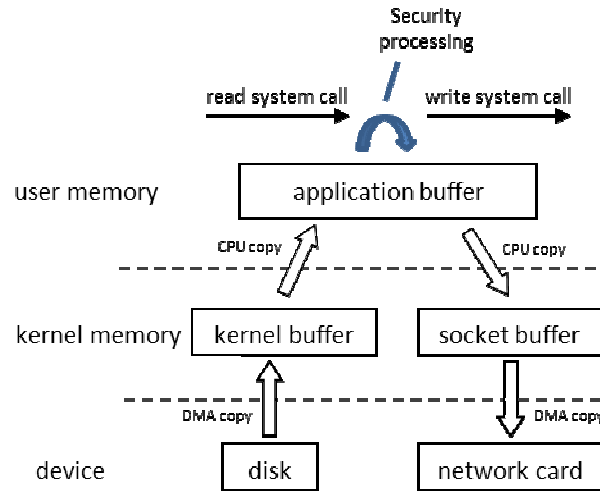 Security
processing
read system call
write system call
user memory
application buffer
CPU copy
CPU copy
kernel memory
kernel buffer
socket buffer
DMA copy
DMA copy
device
disk
network card